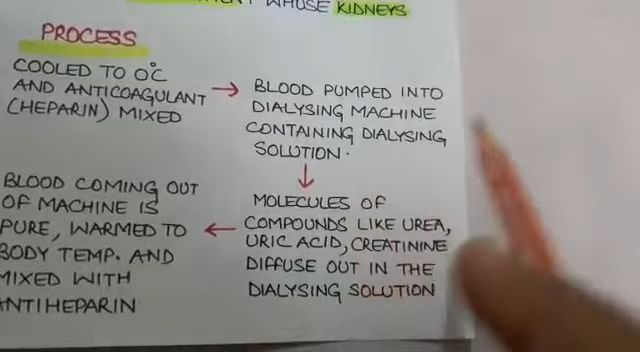 WHOSE KIDNEYS
PROCESS
COOLED TO 0°C
AND ANTICOAGULANT
(HEPARIN) MIXED
BLOOD PUMPED INTO
DIALYSING MACHINE
CONTAINING DIALYSING
SOLUTION.
MOLECULES OF
COMPOUNDS LIKE UREA,
URIC ACID, CREATININE
DIFFUSE OUT IN THE
DIALYSING SOLUTION
BLOOD COMING OUT
OF MACHINE IS
PURE, WARMED TO
BODY TEMP. AND
MIXED WITH
ANTIHEPARIN